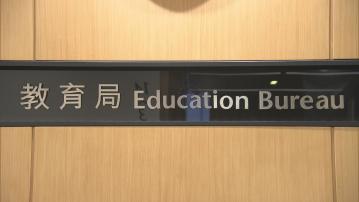 教育局 Education Bureau